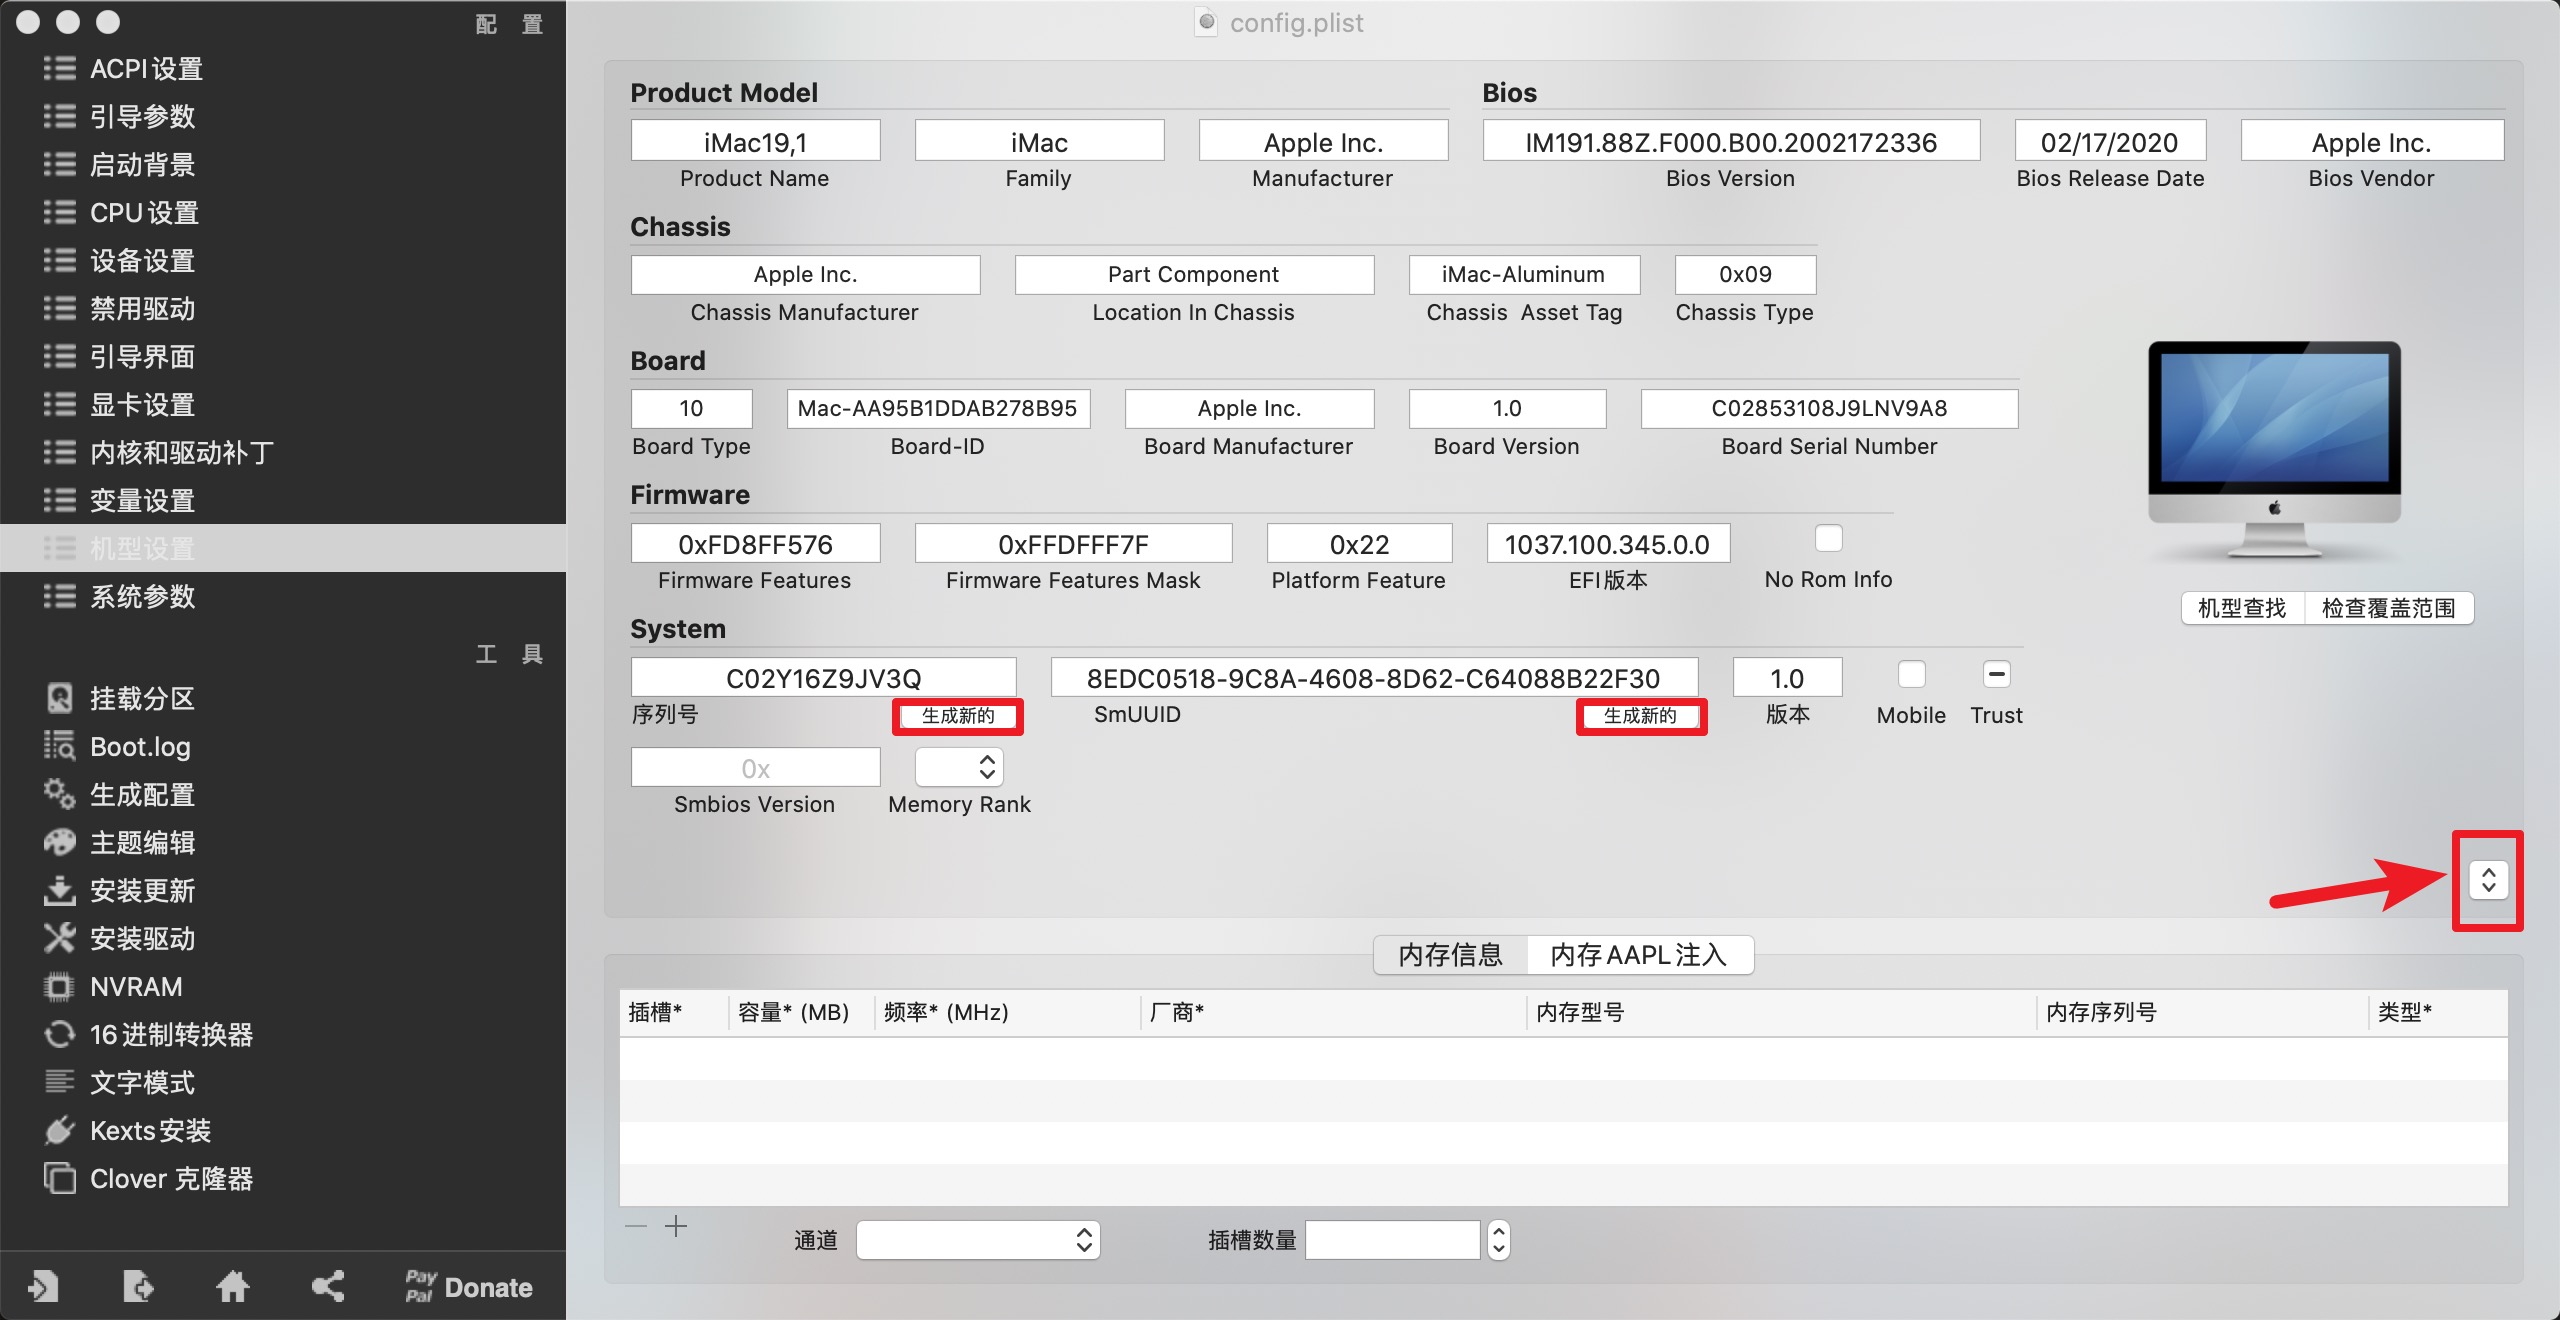 配 置
ACPI设置
引导参数
启动背景
CPU设置
设备设置
禁用驱动
引导界面
显卡设置
内核和驱动补丁
变量设置
机型设置
系统参数
工 具
挂载分区
Boot.log
生成配置
主题编辑
安装更新
安装驱动
NVRAM
16进制转换器
文字模式
Kexts安装
Clover 克隆器
Pay Pal Donate
config.plist
Product Model
iMac19,1 iMac Apple Inc.
Product Name Family Manufacturer
Bios
IM191.88Z.F000.B00.2002172336 02/17/2020 Apple Inc.
Bios Version Bios Release Date Bios Vendor
Chassis
Apple Inc. Part Component iMac-Aluminum 0x09
Chassis Manufacturer Location In Chassis Chassis Asset Tag Chassis Type
Board
10 Mac-AA95B1DDAB278B95 Apple Inc. 1.0 C02853108J9LNV9A8
Board Type Board-ID Board Manufacturer Board Version Board Serial Number
Firmware
0xFD8FF576 0xFFDFFF7F 0x22 1037.100.345.0.0
Firmware Features Firmware Features Mask Platform Feature EFI版本 No Rom Info
机型查找 检查覆盖范围
System
C02Y16Z9JV3Q 8EDC0518-9C8A-4608-8D62-C64088B22F30 1.0
序列号 生成新的 SmUUID 生成新的 版本 Mobile Trust
0x
Smbios Version Memory Rank
内存信息 内存AAPL注入
插槽* 容量* (MB) 频率* (MHz) 厂商* 内存型号 内存序列号 类型*
通道 插槽数量